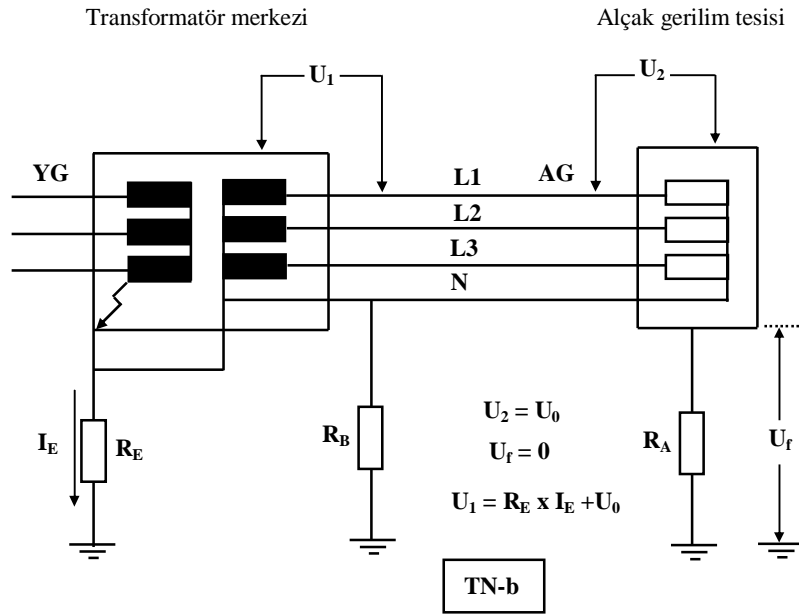 Transformatör merkezi
Alçak gerilim tesisi
U1
U2
YG
L1
AG
L2
L3
N
IE
RE
RB
U2 = U0
Uf = 0
U1 = RE x IE +U0
RA
Uf
TN-b